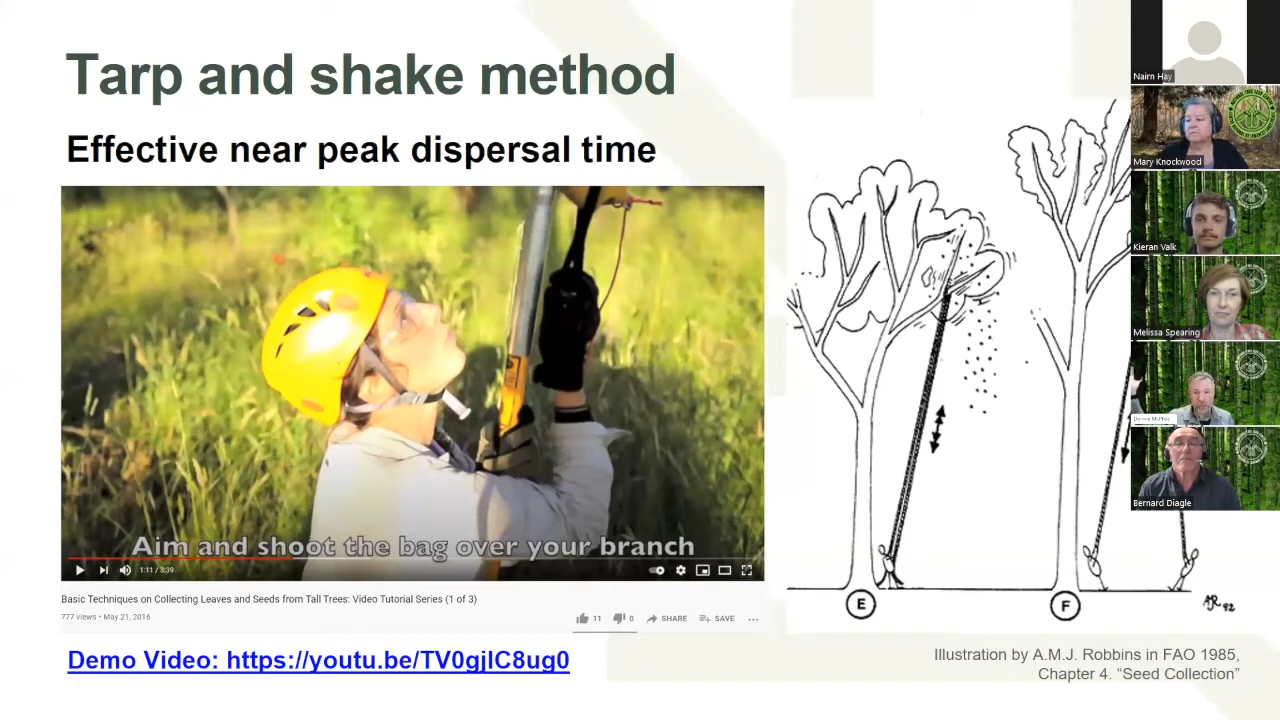 Tarp and shake method
Effective near peak dispersal time
Aim and shoot the bag over your branch
1:11 / 3:39
Basic Techniques on Collecting Leaves and Seeds from Tall Trees: Video Tutorial Series (1 of 3)
777 views • May 21, 2016
11
0
SHARE
SAVE
Demo Video: https://youtu.be/TV0gjIC8ug0
E
F
AJR 92
Illustration by A.M.J. Robbins in FAO 1985,
Chapter 4. “Seed Collection”
Nairn Hay
Mary Knockwood
Kieran Valk
Melissa Spearing
Bernard Diagle